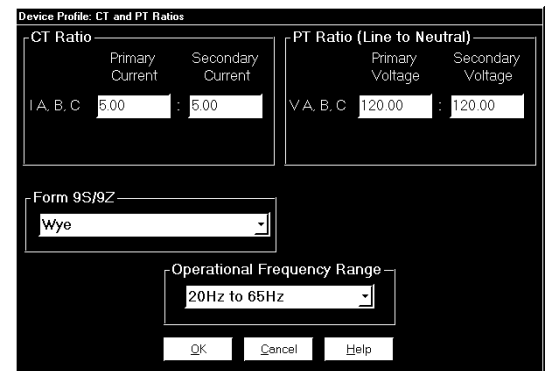 Device Profile: CT and PT Ratios
CT Ratio
Primary Current
Secondary Current
I A, B, C 5.00 : 5.00
PT Ratio (Line to Neutral)
Primary Voltage
Secondary Voltage
V A, B, C 120.00 : 120.00
Form 9S/9Z
Wye
Operational Frequency Range
20Hz to 65Hz
OK Cancel Help